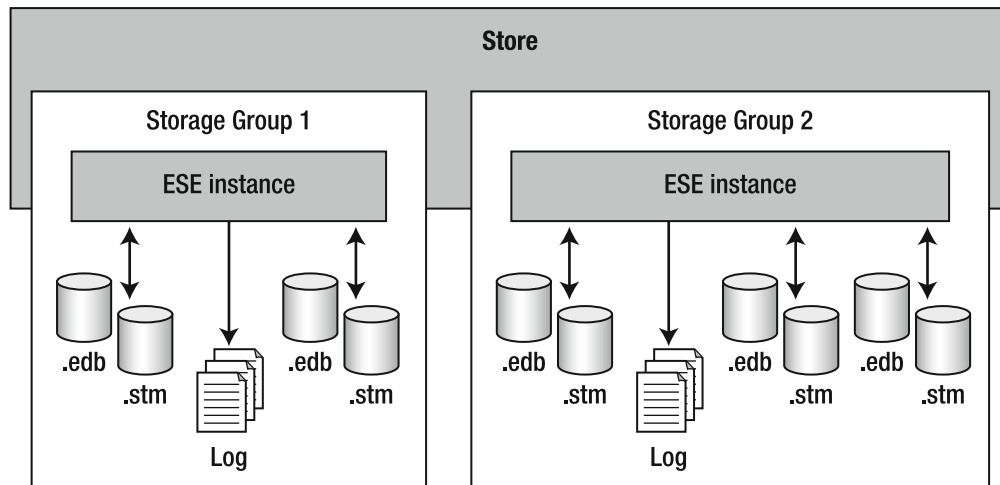 Store
Storage Group 1
ESE instance
.edb
.stm
.edb
.stm
Log
Storage Group 2
ESE instance
.edb
.stm
.edb
.stm
.edb
.stm
Log